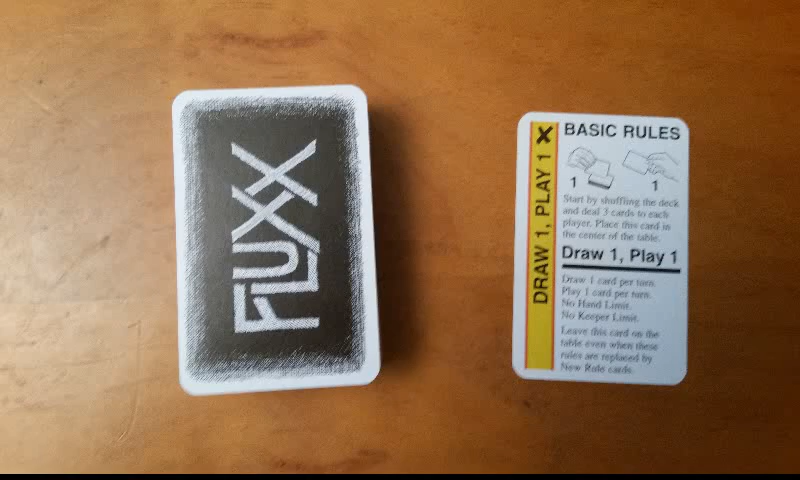 FLUXX
DRAW 1, PLAY 1
BASIC RULES
1 1
Start by shuffling the deck
and deal 3 cards to each
player. Place this card in
the center of the table.
Draw 1, Play 1
Draw 1 card per turn.
Play 1 card per turn.
No Hand Limit.
No Keeper Limit.
Leave this card on the
table even when these
rules are replaced by
New Rule cards.